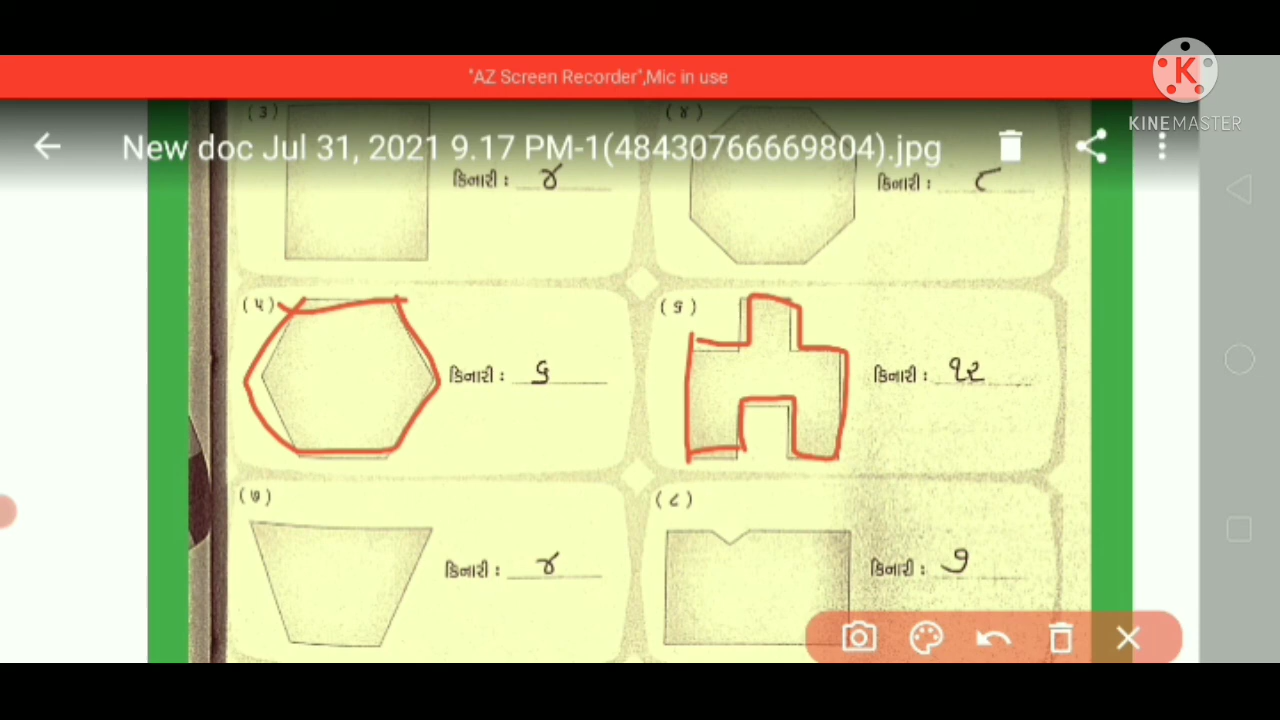 "AZ Screen Recorder",Mic in use
K
KINEMASTER
New doc Jul 31, 2021 9.17 PM-1(48430766669804).jpg
(૩)
કિનારી : ૪
(૪)
કિનારી : ૮
(૫)
કિનારી : ૬
(૬)
કિનારી : ૧૨
(૭)
કિનારી : ૪
(૮)
કિનારી : ૭